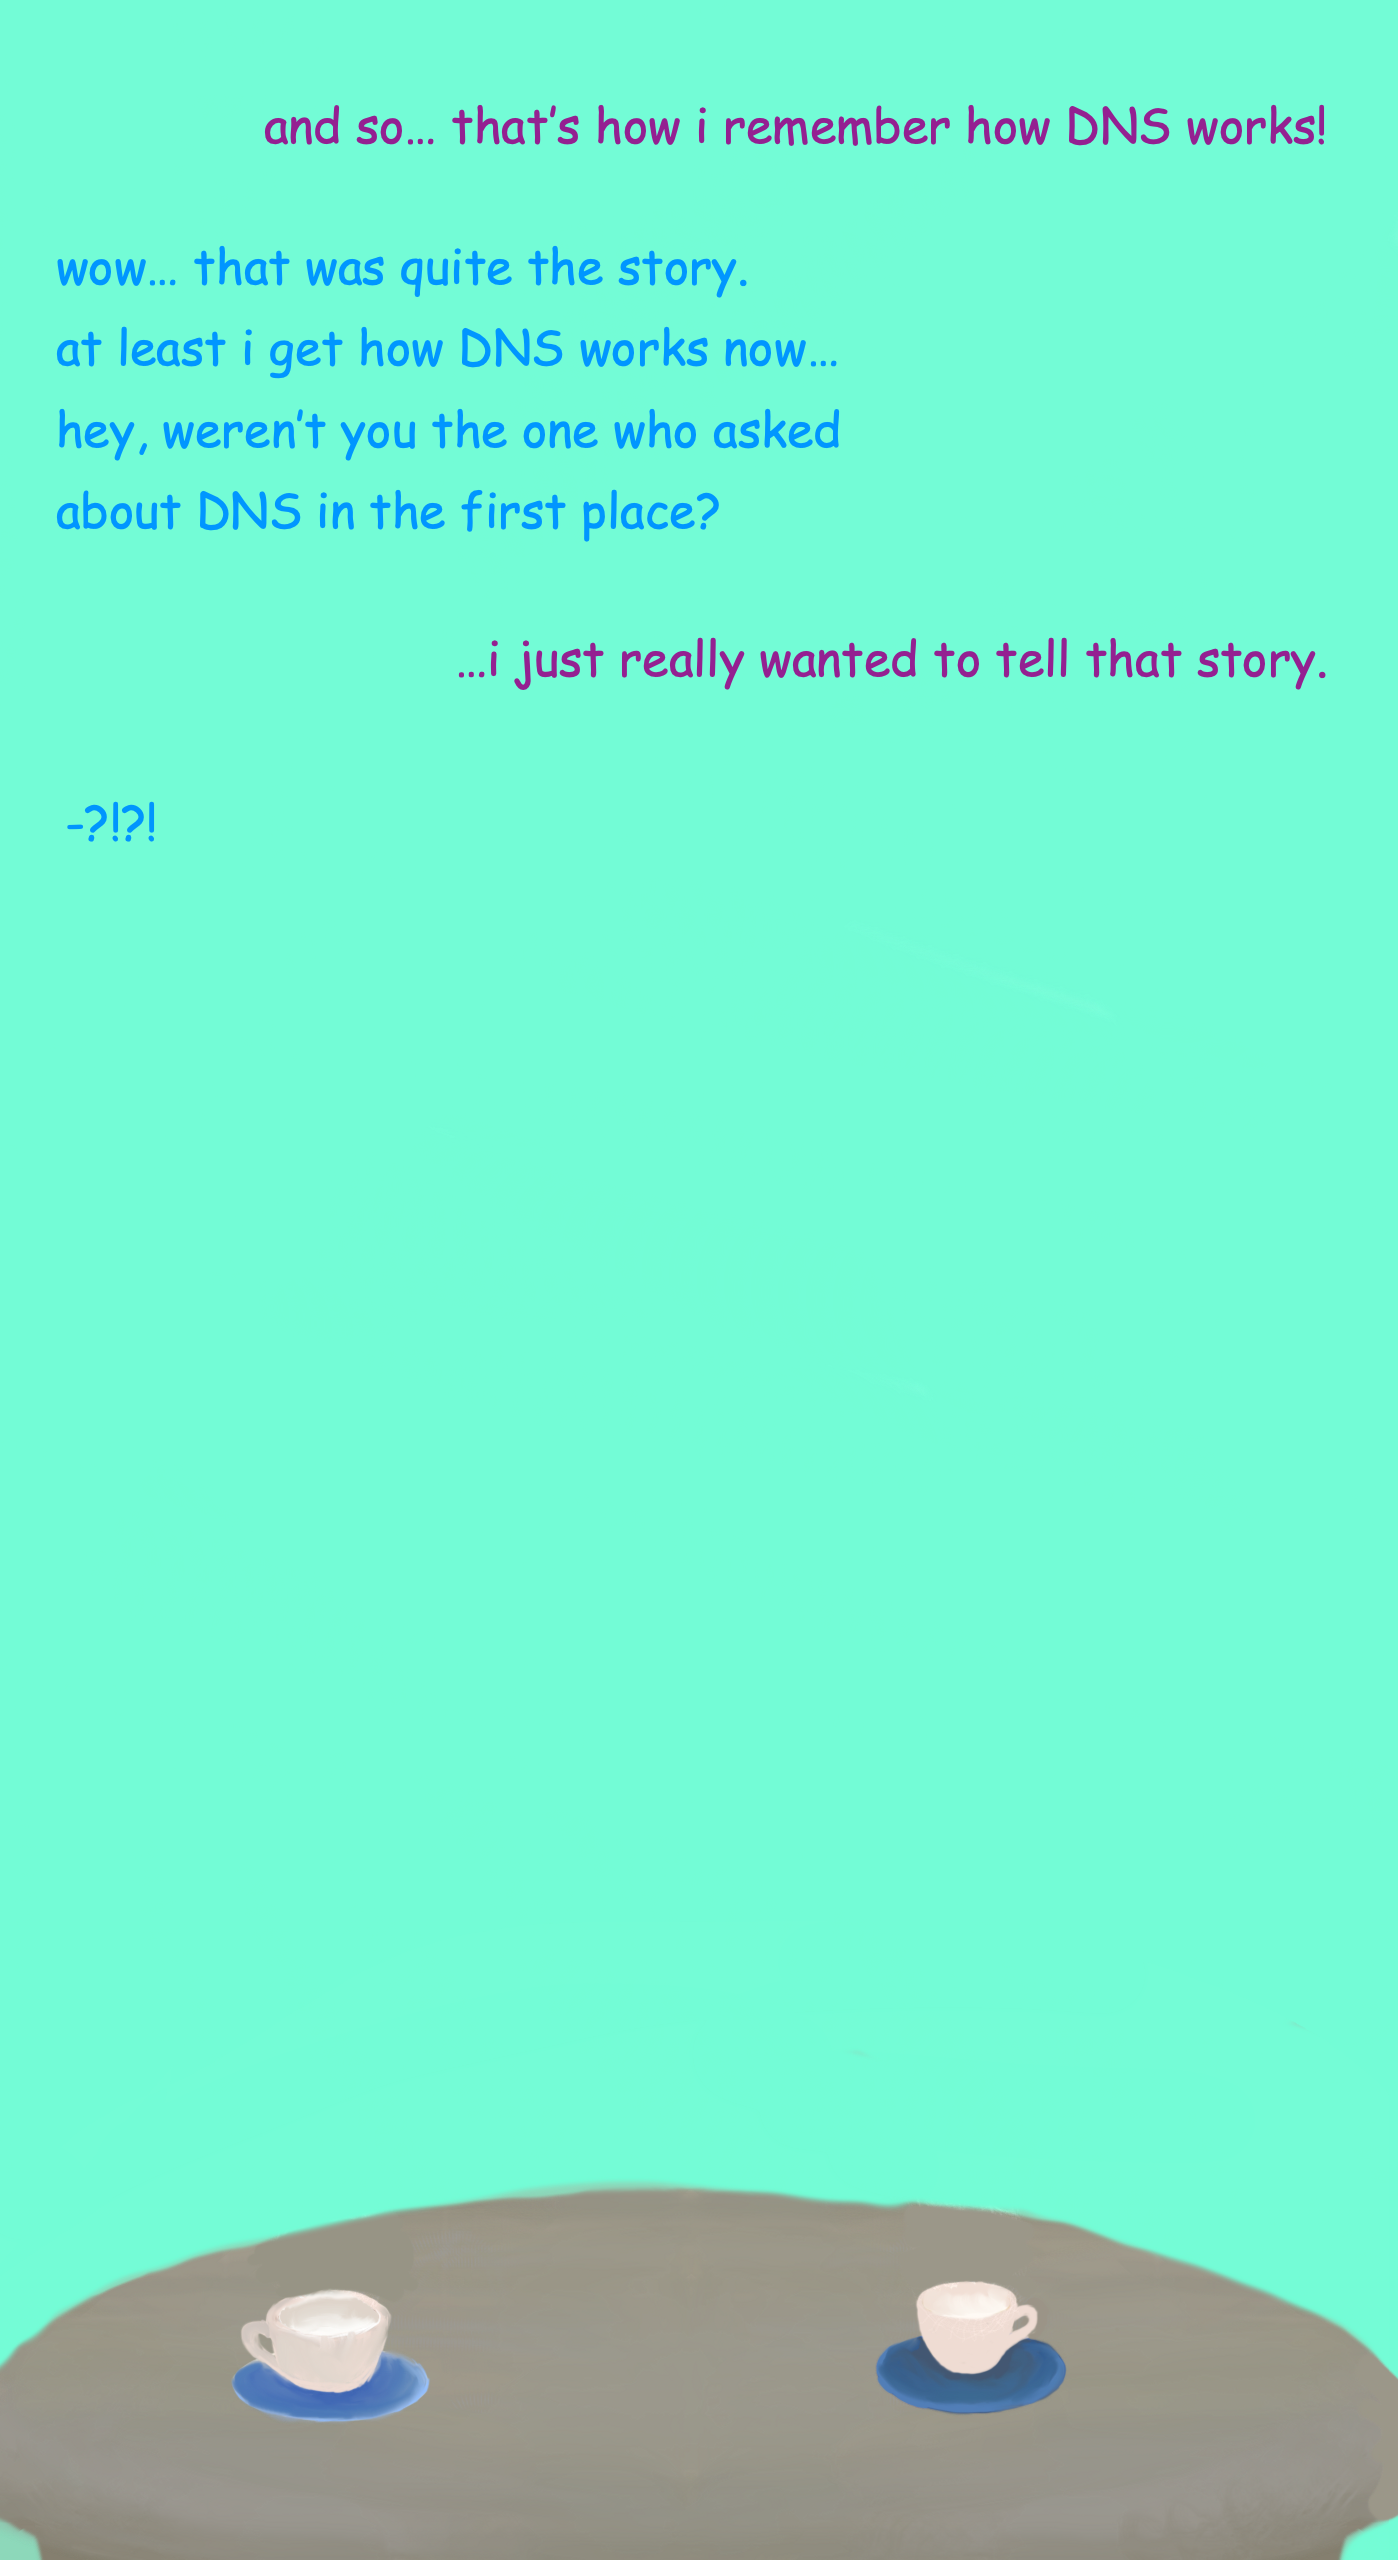 and so... that's how i remember how DNS works!
wow... that was quite the story.
at least i get how DNS works now...
hey, weren't you the one who asked
about DNS in the first place?
...i just really wanted to tell that story.
-?!?!